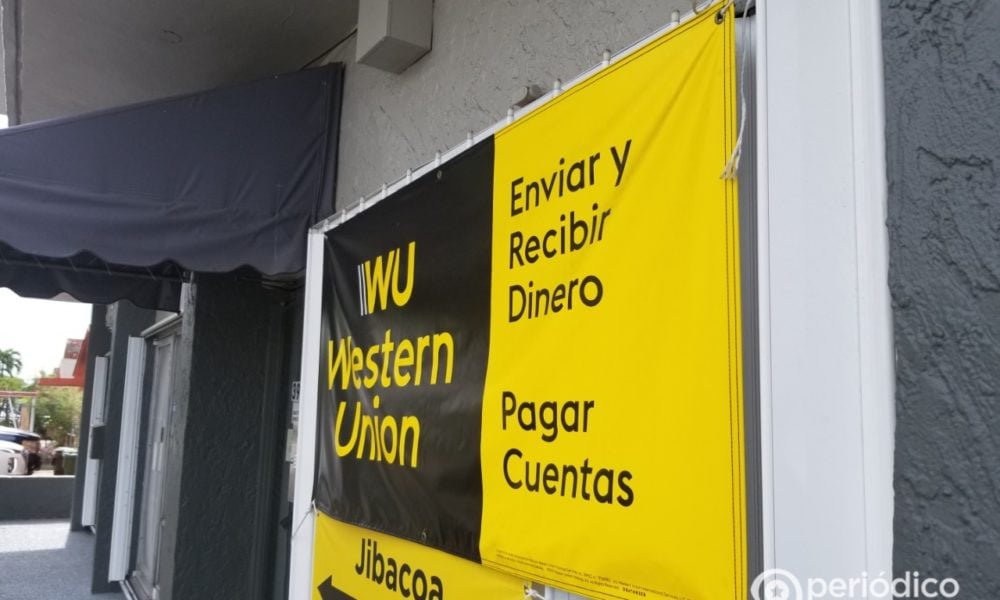 WU
Western
Union
Enviar y
Recibir
Dinero
Pagar
Cuentas
Jibacoa
periódico